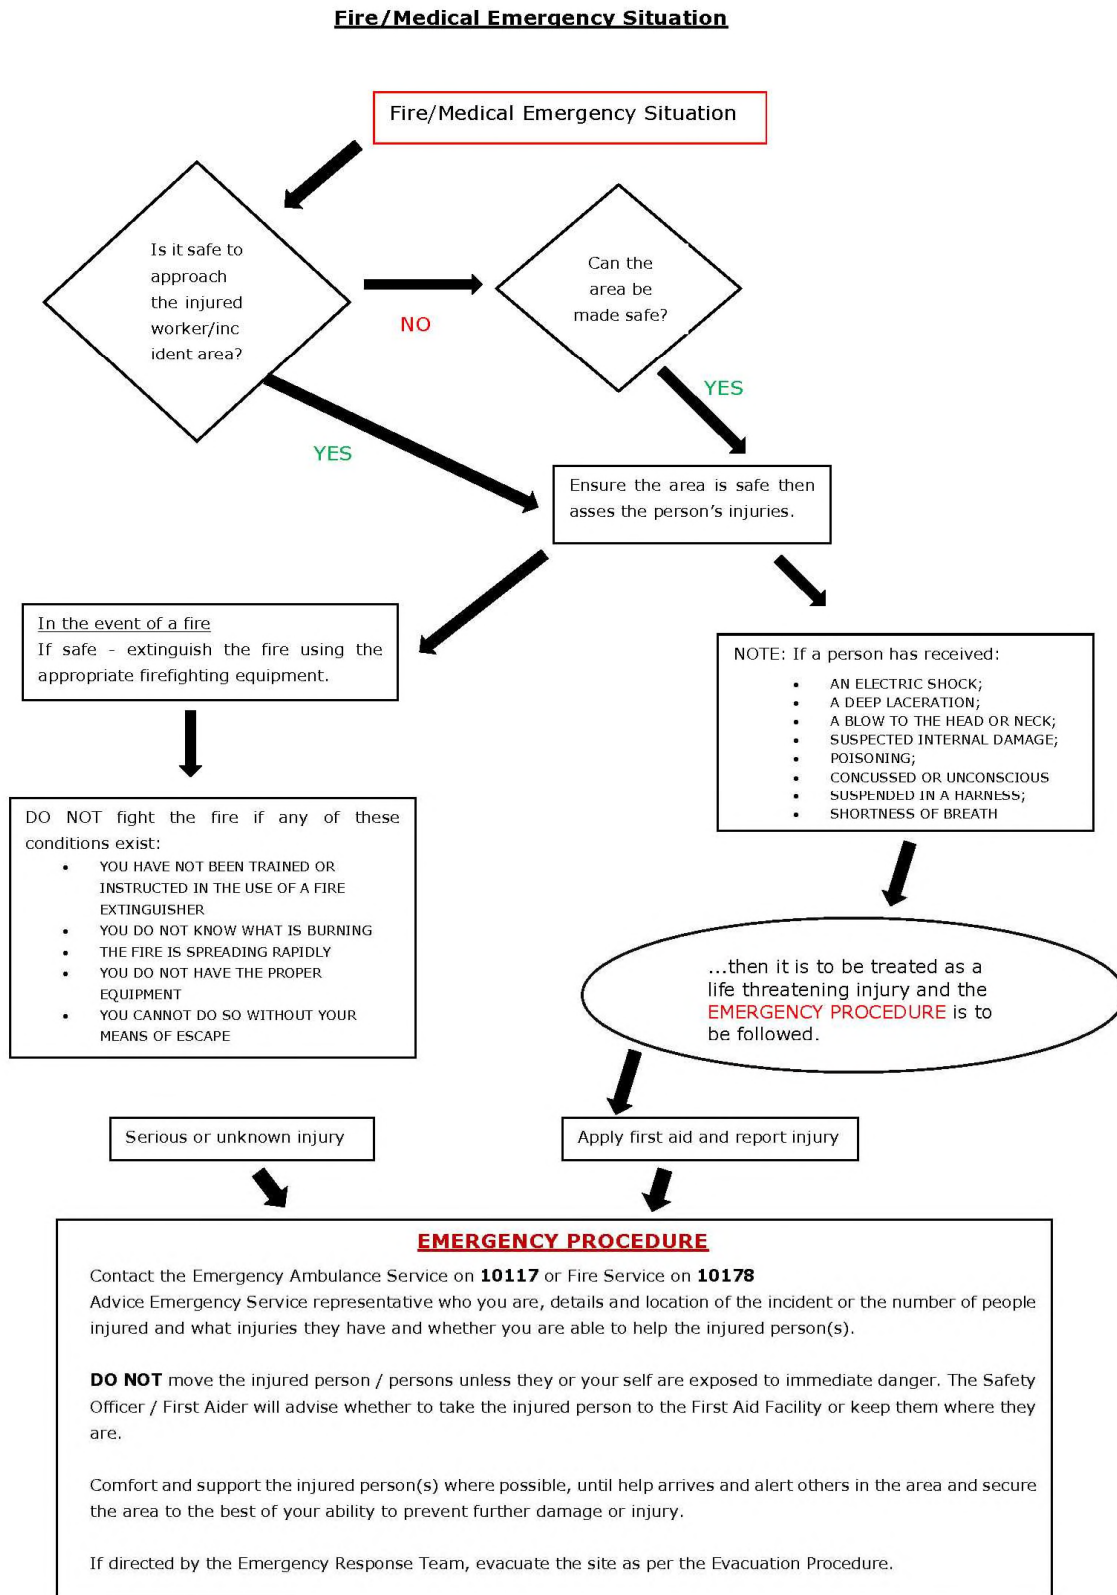 Fire/Medical Emergency Situation
Fire/Medical Emergency Situation
Is it safe to
approach
the injured
worker/inc
ident area?
NO
Can the
area be
made safe?
YES
YES
Ensure the area is safe then
asses the person's injuries.
In the event of a fire
If safe - extinguish the fire using the
appropriate firefighting equipment.
DO NOT fight the fire if any of these
conditions exist:
• YOU HAVE NOT BEEN TRAINED OR
INSTRUCTED IN THE USE OF A FIRE
EXTINGUISHER
• YOU DO NOT KNOW WHAT IS BURNING
• THE FIRE IS SPREADING RAPIDLY
• YOU DO NOT HAVE THE PROPER
EQUIPMENT
• YOU CANNOT DO SO WITHOUT YOUR
MEANS OF ESCAPE
NOTE: If a person has received:
• AN ELECTRIC SHOCK;
• A DEEP LACERATION;
• A BLOW TO THE HEAD OR NECK;
• SUSPECTED INTERNAL DAMAGE;
• POISONING;
• CONCUSSED OR UNCONSCIOUS
• SUSPENDED IN A HARNESS;
• SHORTNESS OF BREATH
...then it is to be treated as a
life threatening injury and the
EMERGENCY PROCEDURE is to
be followed.
Serious or unknown injury
Apply first aid and report injury
EMERGENCY PROCEDURE
Contact the Emergency Ambulance Service on 10117 or Fire Service on 10178
Advice Emergency Service representative who you are, details and location of the incident or the number of people
injured and what injuries they have and whether you are able to help the injured person(s).
DO NOT move the injured person / persons unless they or your self are exposed to immediate danger. The Safety
Officer / First Aider will advise whether to take the injured person to the First Aid Facility or keep them where they
are.
Comfort and support the injured person(s) where possible, until help arrives and alert others in the area and secure
the area to the best of your ability to prevent further damage or injury.
If directed by the Emergency Response Team, evacuate the site as per the Evacuation Procedure.